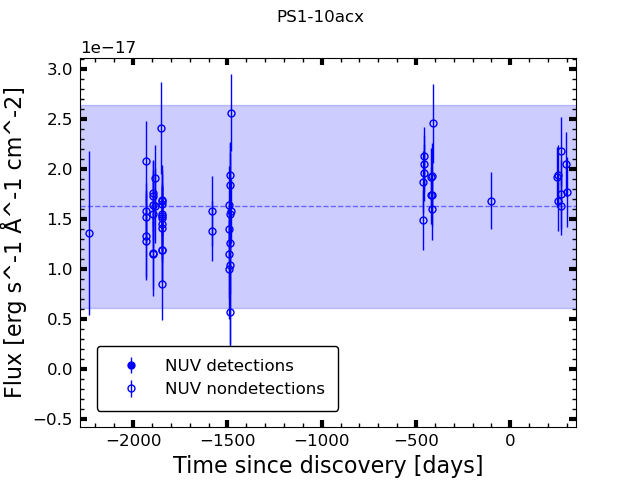 PS1-10acx
1e−17
3.0
2.5
2.0
1.5
1.0
0.5
0.0
−0.5
Flux [erg s^-1 Å^-1 cm^-2]
NUV detections
NUV nondetections
−2000 −1500 −1000 −500 0
Time since discovery [days]